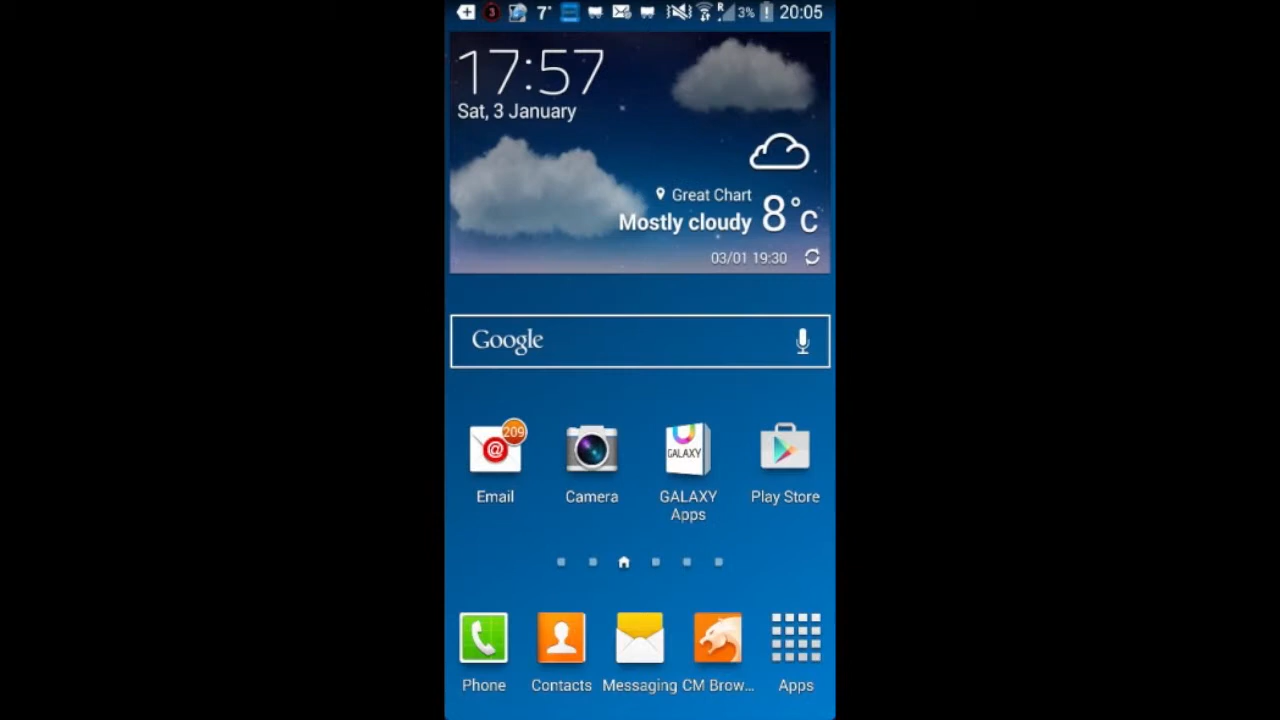 3 7° R 3% 20:05
17:57
Sat, 3 January
Great Chart
Mostly cloudy 8°C
03/01 19:30
Google
209
GALAXY
Email Camera GALAXY Apps Play Store
Phone Contacts Messaging CM Brow... Apps